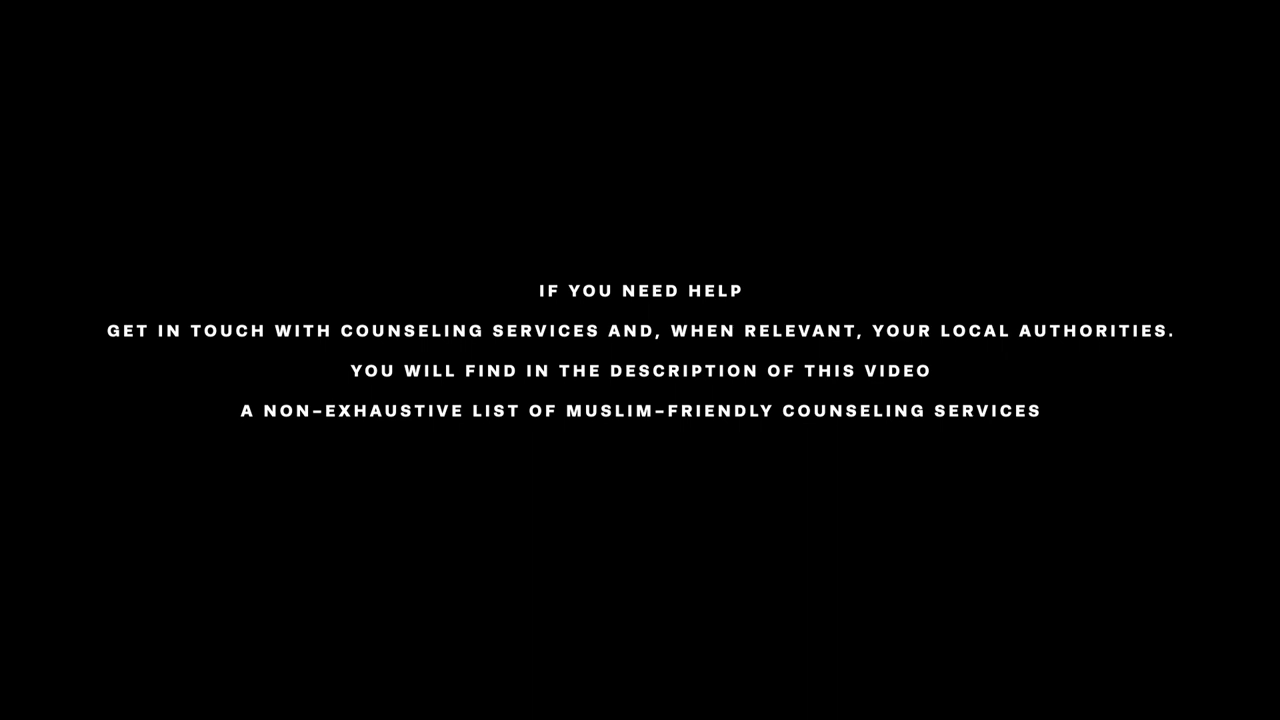 IF YOU NEED HELP
GET IN TOUCH WITH COUNSELING SERVICES AND, WHEN RELEVANT, YOUR LOCAL AUTHORITIES.
YOU WILL FIND IN THE DESCRIPTION OF THIS VIDEO
A NON-EXHAUSTIVE LIST OF MUSLIM-FRIENDLY COUNSELING SERVICES